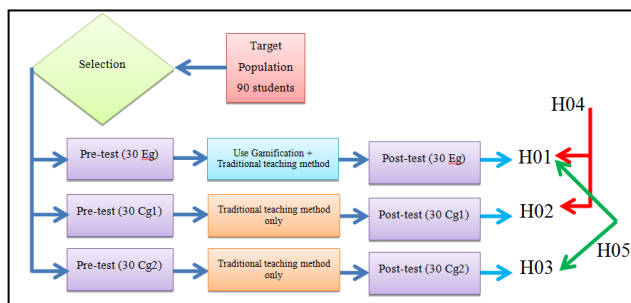 Target
Population
90 students
Selection
H04
Pre-test (30 Eg)
Use Gamification +
Traditional teaching method
Post-test (30 Eg)
H01
Pre-test (30 Cg1)
Traditional teaching method
only
Post-test (30 Cg1)
H02
Pre-test (30 Cg2)
Traditional teaching method
only
Post-test (30 Cg2)
H03
H05